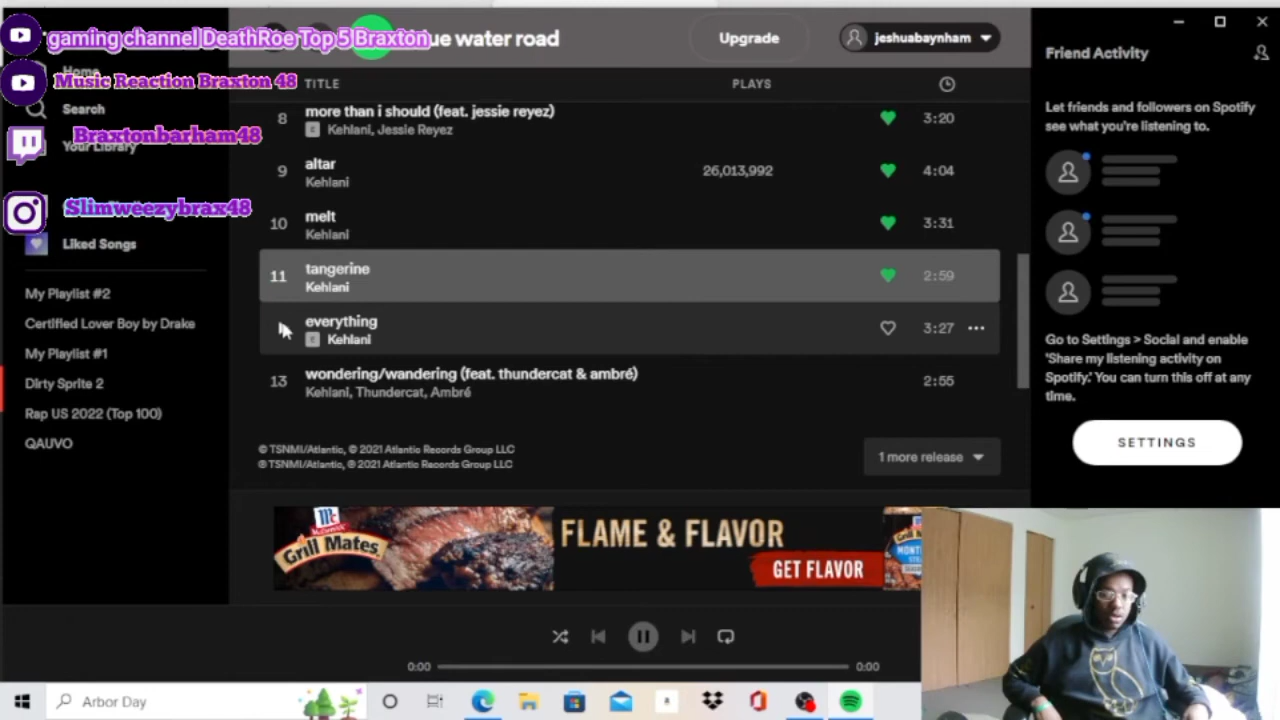 gaming channel DeathRoe Top 5 Braxton
ue water road
Upgrade
jeshuabaynham
Friend Activity
Home
Music Reaction Braxton 48
TITLE
PLAYS
Search
Braxtonbarham48
Your Library
Slimweezybrax48
Liked Songs
My Playlist #2
Certified Lover Boy by Drake
My Playlist #1
Dirty Sprite 2
Rap US 2022 (Top 100)
QAUVO
8
more than i should (feat. jessie reyez)
E Kehlani, Jessie Reyez
3:20
9
altar
Kehlani
26,013,992
4:04
10
melt
Kehlani
3:31
11
tangerine
Kehlani
2:59
everything
E Kehlani
3:27
13
wondering/wandering (feat. thundercat & ambré)
Kehlani, Thundercat, Ambré
2:55
© TSNMI/Atlantic, © 2021 Atlantic Records Group LLC
℗ TSNMI/Atlantic, ℗ 2021 Atlantic Records Group LLC
1 more release
Let friends and followers on Spotify
see what you're listening to.
Go to Settings > Social and enable
'Share my listening activity on
Spotify.' You can turn this off at any
time.
SETTINGS
Mc
Grill Mates.
FLAME & FLAVOR
GET FLAVOR
0:00
0:00
Arbor Day